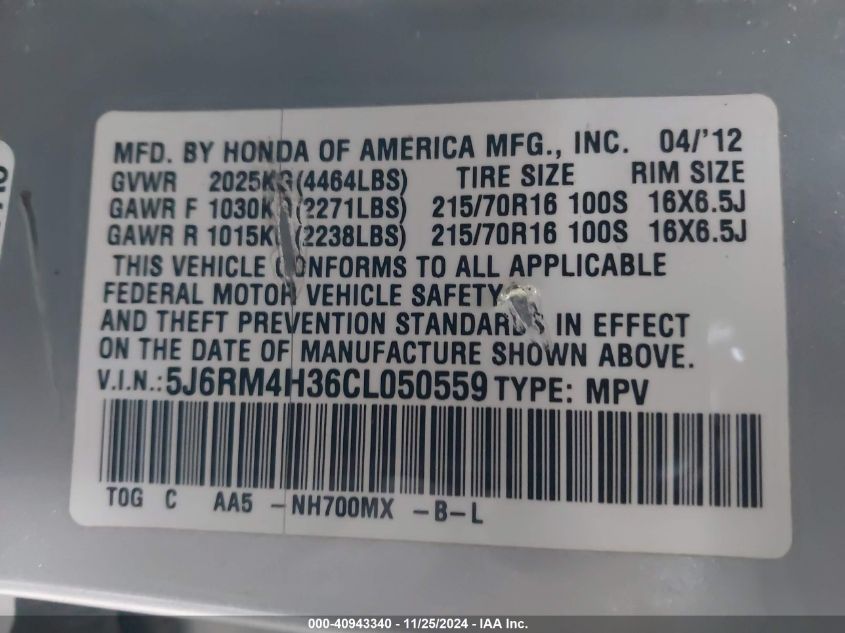 MFD. BY HONDA OF AMERICA MFG., INC. 04/'12
GVWR 2025KG(4464LBS) TIRE SIZE RIM SIZE
GAWR F 1030KG(2271LBS) 215/70R16 100S 16X6.5J
GAWR R 1015KG(2238LBS) 215/70R16 100S 16X6.5J
THIS VEHICLE CONFORMS TO ALL APPLICABLE
FEDERAL MOTOR VEHICLE SAFETY
AND THEFT PREVENTION STANDARDS IN EFFECT
ON THE DATE OF MANUFACTURE SHOWN ABOVE.
V.I.N.: 5J6RM4H36CL050559 TYPE: MPV
TOG C AA5 -NH700MX -B-L
000-40943340 - 11/25/2024 - IAA Inc.